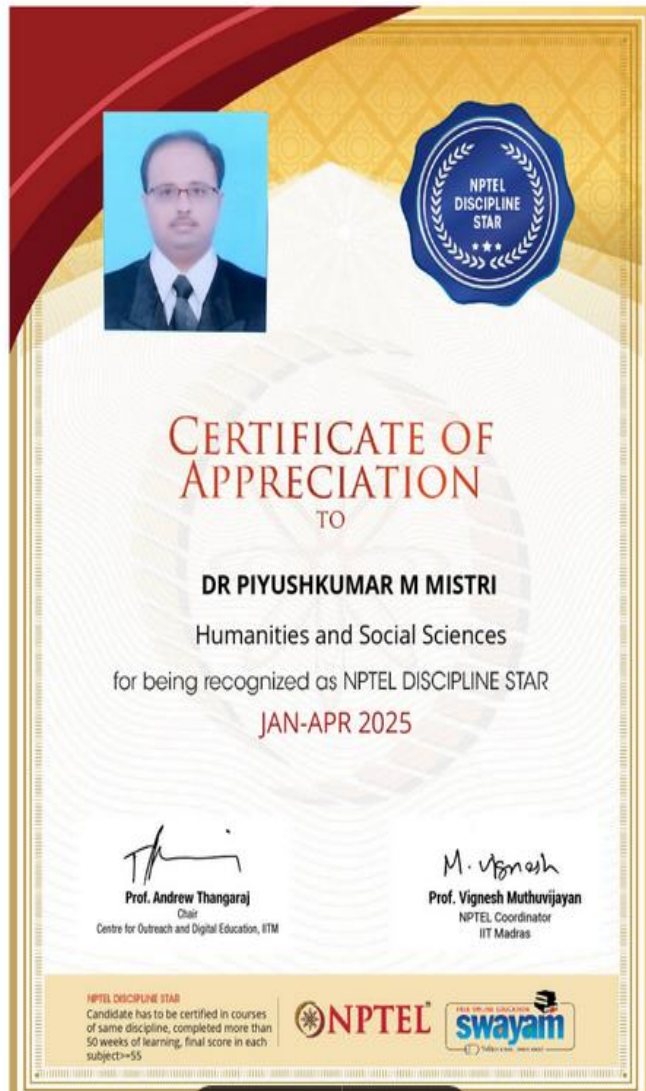 NPTEL
DISCIPLINE
STAR
CERTIFICATE OF
APPRECIATION
TO
DR PIYUSHKUMAR M MISTRI
Humanities and Social Sciences
for being recognized as NPTEL DISCIPLINE STAR
JAN-APR 2025
M. Vignesh
Prof. Andrew Thangaraj
Chair
Centre for Outreach and Digital Education, IITM
Prof. Vignesh Muthuvijayan
NPTEL Coordinator
IIT Madras
NPTEL DISCIPLINE STAR
Candidate has to be certified in courses
of same discipline, completed more than
50 weeks of learning, final score in each
subject>=55
NPTEL
FREE ONLINE EDUCATION
swayam